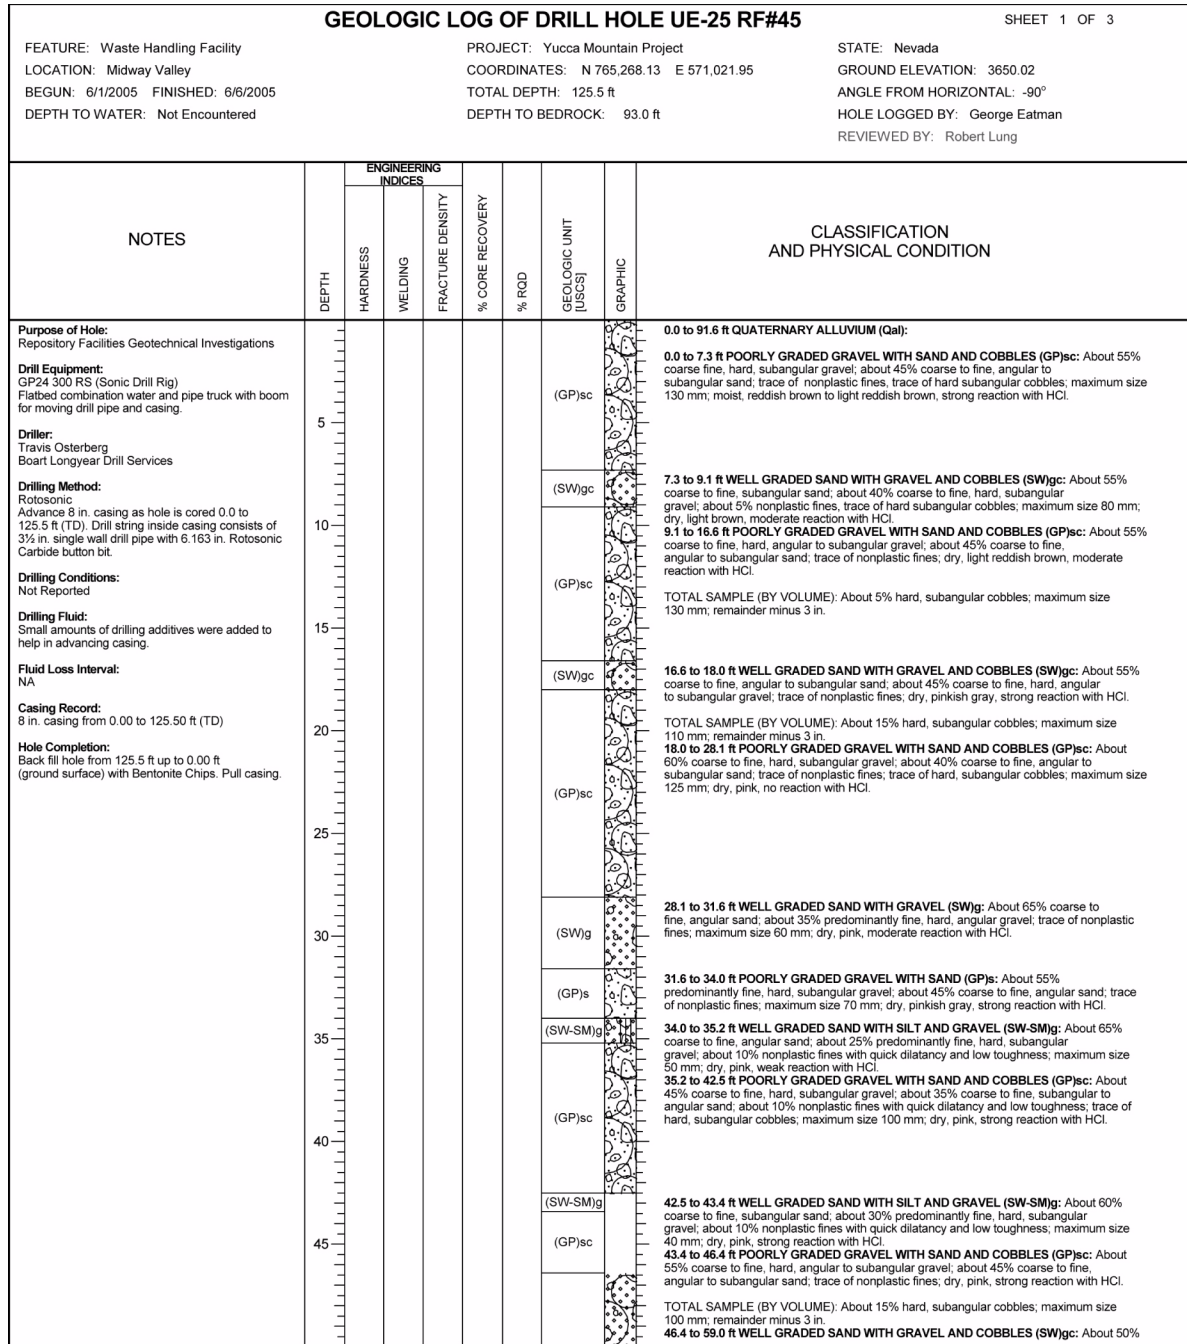 GEOLOGIC LOG OF DRILL HOLE UE-25 RF#45
SHEET 1 OF 3
FEATURE: Waste Handling Facility
PROJECT: Yucca Mountain Project
STATE: Nevada
LOCATION: Midway Valley
COORDINATES: N 765,268.13 E 571,021.95
GROUND ELEVATION: 3650.02
BEGUN: 6/1/2005 FINISHED: 6/6/2005
TOTAL DEPTH: 125.5 ft
ANGLE FROM HORIZONTAL: -90°
DEPTH TO WATER: Not Encountered
DEPTH TO BEDROCK: 93.0 ft
HOLE LOGGED BY: George Eatman
REVIEWED BY: Robert Lung
NOTES
DEPTH
ENGINEERING
INDICES
HARDNESS
WELDING
FRACTURE DENSITY
% CORE RECOVERY
% RQD
GEOLOGIC UNIT
[USCS]
GRAPHIC
CLASSIFICATION
AND PHYSICAL CONDITION
Purpose of Hole:
Repository Facilities Geotechnical Investigations
Drill Equipment:
GP24 300 RS (Sonic Drill Rig)
Flatbed combination water and pipe truck with boom
for moving drill pipe and casing.
Driller:
Travis Osterberg
Boart Longyear Drill Services
Drilling Method:
Rotosonic
Advance 8 in. casing as hole is cored 0.0 to
125.5 ft (TD). Drill string inside casing consists of
3½ in. single wall drill pipe with 6.163 in. Rotosonic
Carbide button bit.
Drilling Conditions:
Not Reported
Drilling Fluid:
Small amounts of drilling additives were added to
help in advancing casing.
Fluid Loss Interval:
NA
Casing Record:
8 in. casing from 0.00 to 125.50 ft (TD)
Hole Completion:
Back fill hole from 125.5 ft up to 0.00 ft
(ground surface) with Bentonite Chips. Pull casing.
5
10
15
20
25
30
35
40
45
(GP)sc
(SW)gc
(GP)sc
(SW)gc
(GP)sc
(SW)g
(GP)s
(SW-SM)g
(GP)sc
(SW-SM)g
(GP)sc
0.0 to 91.6 ft QUATERNARY ALLUVIUM (Qal):
0.0 to 7.3 ft POORLY GRADED GRAVEL WITH SAND AND COBBLES (GP)sc: About 55%
coarse fine, hard, subangular gravel; about 45% coarse to fine, angular to
subangular sand; trace of nonplastic fines, trace of hard subangular cobbles; maximum size
130 mm; moist, reddish brown to light reddish brown, strong reaction with HCl.
7.3 to 9.1 ft WELL GRADED SAND WITH GRAVEL AND COBBLES (SW)gc: About 55%
coarse to fine, subangular sand; about 40% coarse to fine, hard, subangular
gravel; about 5% nonplastic fines, trace of hard subangular cobbles; maximum size 80 mm;
dry, light brown, moderate reaction with HCl.
9.1 to 16.6 ft POORLY GRADED GRAVEL WITH SAND AND COBBLES (GP)sc: About 55%
coarse to fine, hard, angular to subangular gravel; about 45% coarse to fine,
angular to subangular sand; trace of nonplastic fines; dry, light reddish brown, moderate
reaction with HCl.
TOTAL SAMPLE (BY VOLUME): About 5% hard, subangular cobbles; maximum size
130 mm; remainder minus 3 in.
16.6 to 18.0 ft WELL GRADED SAND WITH GRAVEL AND COBBLES (SW)gc: About 55%
coarse to fine, angular to subangular sand; about 45% coarse to fine, hard, angular
to subangular gravel; trace of nonplastic fines; dry, pinkish gray, strong reaction with HCl.
TOTAL SAMPLE (BY VOLUME): About 15% hard, subangular cobbles; maximum size
110 mm; remainder minus 3 in.
18.0 to 28.1 ft POORLY GRADED GRAVEL WITH SAND AND COBBLES (GP)sc: About
60% coarse to fine, hard, subangular gravel; about 40% coarse to fine, angular to
subangular sand; trace of nonplastic fines; trace of hard, subangular cobbles; maximum size
125 mm; dry, pink, no reaction with HCl.
28.1 to 31.6 ft WELL GRADED SAND WITH GRAVEL (SW)g: About 65% coarse to
fine, angular sand; about 35% predominantly fine, hard, angular gravel; trace of nonplastic
fines; maximum size 60 mm; dry, pink, moderate reaction with HCl.
31.6 to 34.0 ft POORLY GRADED GRAVEL WITH SAND (GP)s: About 55%
predominantly fine, hard, subangular gravel; about 45% coarse to fine, angular sand; trace
of nonplastic fines; maximum size 70 mm; dry, pinkish gray, strong reaction with HCl.
34.0 to 35.2 ft WELL GRADED SAND WITH SILT AND GRAVEL (SW-SM)g: About 65%
coarse to fine, angular sand; about 25% predominantly fine, hard, subangular
gravel; about 10% nonplastic fines with quick dilatancy and low toughness; maximum size
50 mm; dry, pink, weak reaction with HCl.
35.2 to 42.5 ft POORLY GRADED GRAVEL WITH SAND AND COBBLES (GP)sc: About
45% coarse to fine, hard, subangular gravel; about 35% coarse to fine, subangular to
angular sand; about 10% nonplastic fines with quick dilatancy and low toughness; trace of
hard, subangular cobbles; maximum size 100 mm; dry, pink, strong reaction with HCl.
42.5 to 43.4 ft WELL GRADED SAND WITH SILT AND GRAVEL (SW-SM)g: About 60%
coarse to fine, subangular sand; about 30% predominantly fine, hard, subangular
gravel; about 10% nonplastic fines with quick dilatancy and low toughness; maximum size
40 mm; dry, pink, strong reaction with HCl.
43.4 to 46.4 ft POORLY GRADED GRAVEL WITH SAND AND COBBLES (GP)sc: About
55% coarse to fine, hard, angular to subangular gravel; about 45% coarse to fine,
angular to subangular sand; trace of nonplastic fines; dry, pink, strong reaction with HCl.
TOTAL SAMPLE (BY VOLUME): About 15% hard, subangular cobbles; maximum size
100 mm; remainder minus 3 in.
46.4 to 59.0 ft WELL GRADED SAND WITH GRAVEL AND COBBLES (SW)gc: About 50%